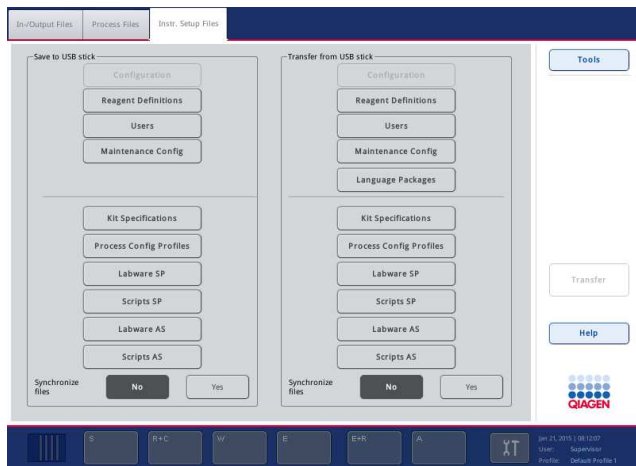 In-/Output Files
Process Files
Instr. Setup Files
Save to USB stick
Configuration
Reagent Definitions
Users
Maintenance Config
Kit Specifications
Process Config Profiles
Labware SP
Scripts SP
Labware AS
Scripts AS
Synchronize
files
No
Yes
Transfer from USB stick
Configuration
Reagent Definitions
Users
Maintenance Config
Language Packages
Kit Specifications
Process Config Profiles
Labware SP
Scripts SP
Labware AS
Scripts AS
Synchronize
files
No
Yes
Tools
Transfer
Help
QIAGEN
S
R+C
W
E
E+R
A
Jan 21, 2015 | 08:12:07
User: Supervisor
Profile: Default Profile 1